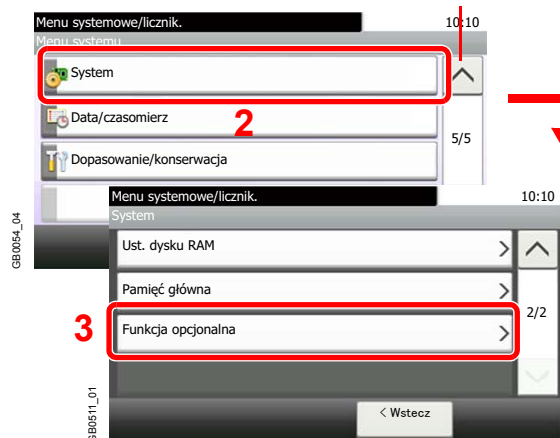 Menu systemowe/licznik.
10:10
Menu systemu
System
Data/czasomierz
2
5/5
Dopasowanie/konserwacja
GB0054_04
Menu systemowe/licznik.
10:10
System
Ust. dysku RAM
Pamięć główna
2/2
3
Funkcja opcjonalna
GB0511_01
< Wstecz